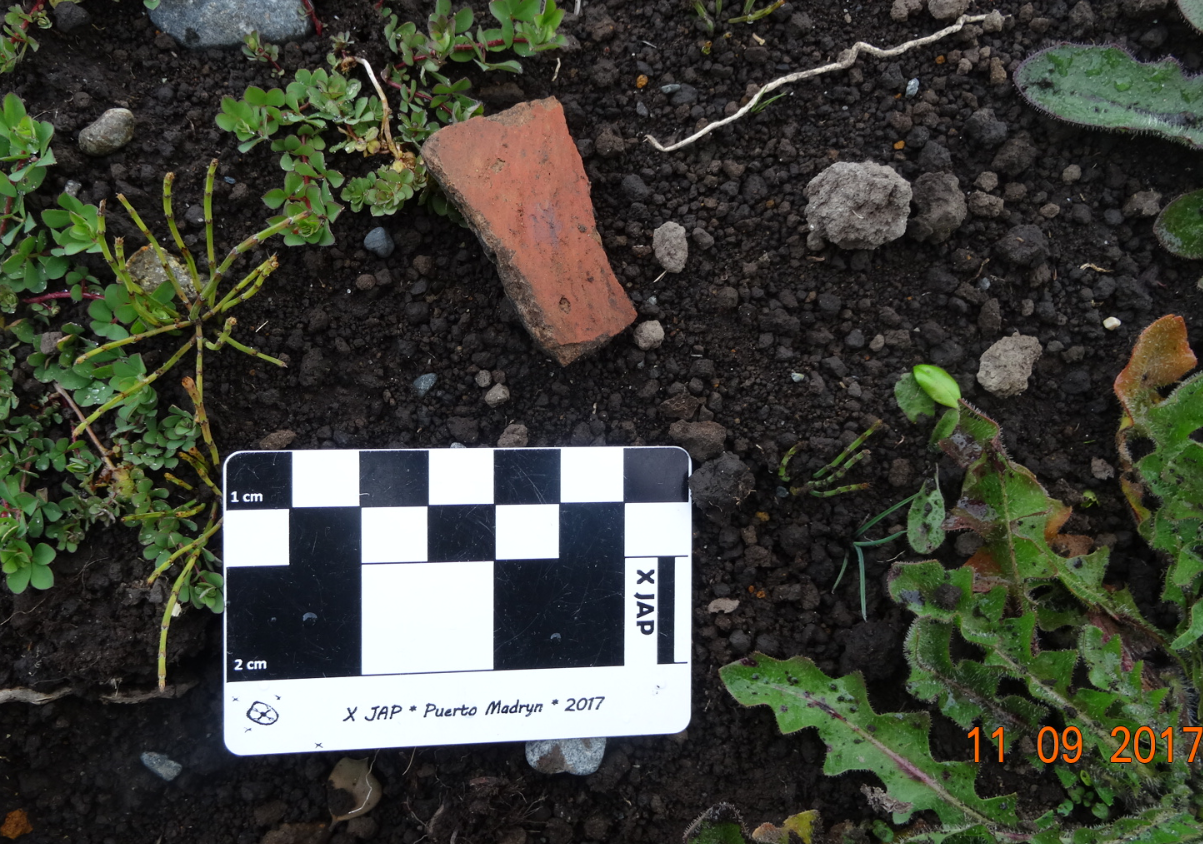 1 cm
X JAP
2 cm
X JAP * Puerto Madryn * 2017
11 09 2017